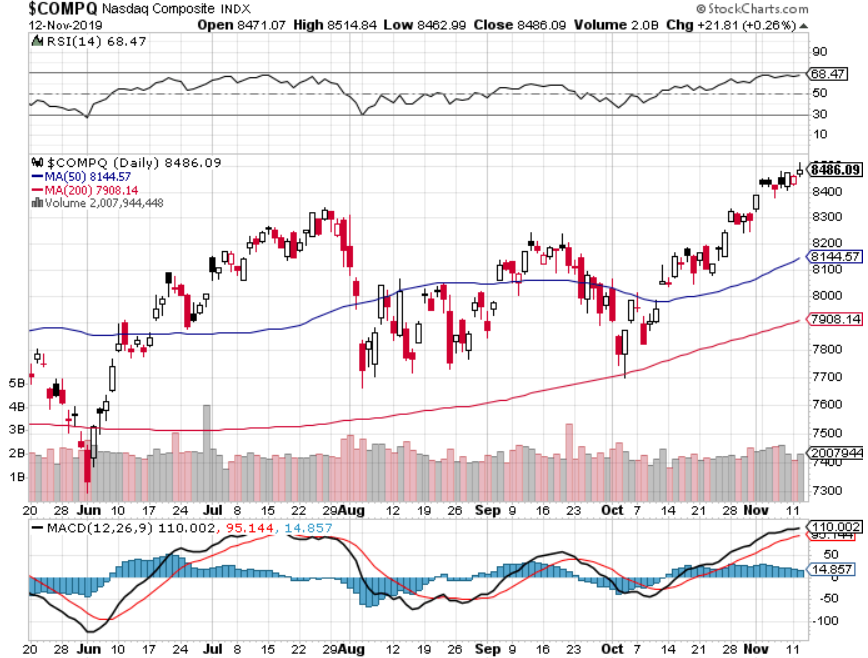 $COMPQ Nasdaq Composite INDX
© StockCharts.com
12-Nov-2019
Open 8471.07 High 8514.84 Low 8462.99 Close 8486.09 Volume 2.0B Chg +21.81 (+0.26%)
RSI(14) 68.47
90
68.47
50
30
10
$COMPQ (Daily) 8486.09
MA(50) 8144.57
MA(200) 7908.14
Volume 2,007,944,448
8486.09
8400
8300
8200
8144.57
8100
8000
7908.14
7800
7700
7600
7500
7400
7300
5B
4B
3B
2B
1B
2007944
20 28 Jun 10 17 24 Jul 8 15 22 29 Aug 12 19 26 Sep 9 16 23 Oct 7 14 21 28 Nov 11
MACD(12,26,9) 110.002, 95.144, 14.857
110.002
95.144
50
14.857
0
-50
-100
20 28 Jun 10 17 24 Jul 8 15 22 29 Aug 12 19 26 Sep 9 16 23 Oct 7 14 21 28 Nov 11